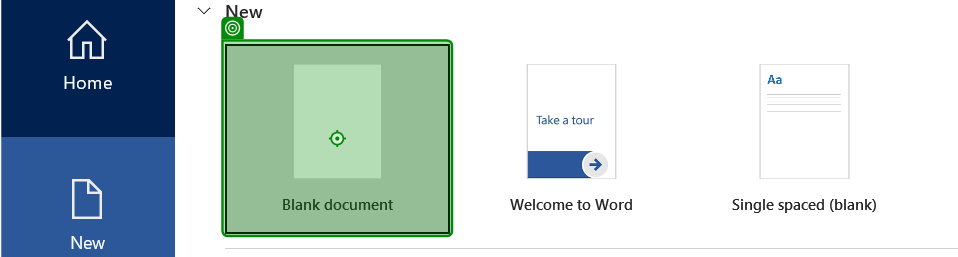 New
Home
Aa
Take a tour
Blank document
Welcome to Word
Single spaced (blank)
New